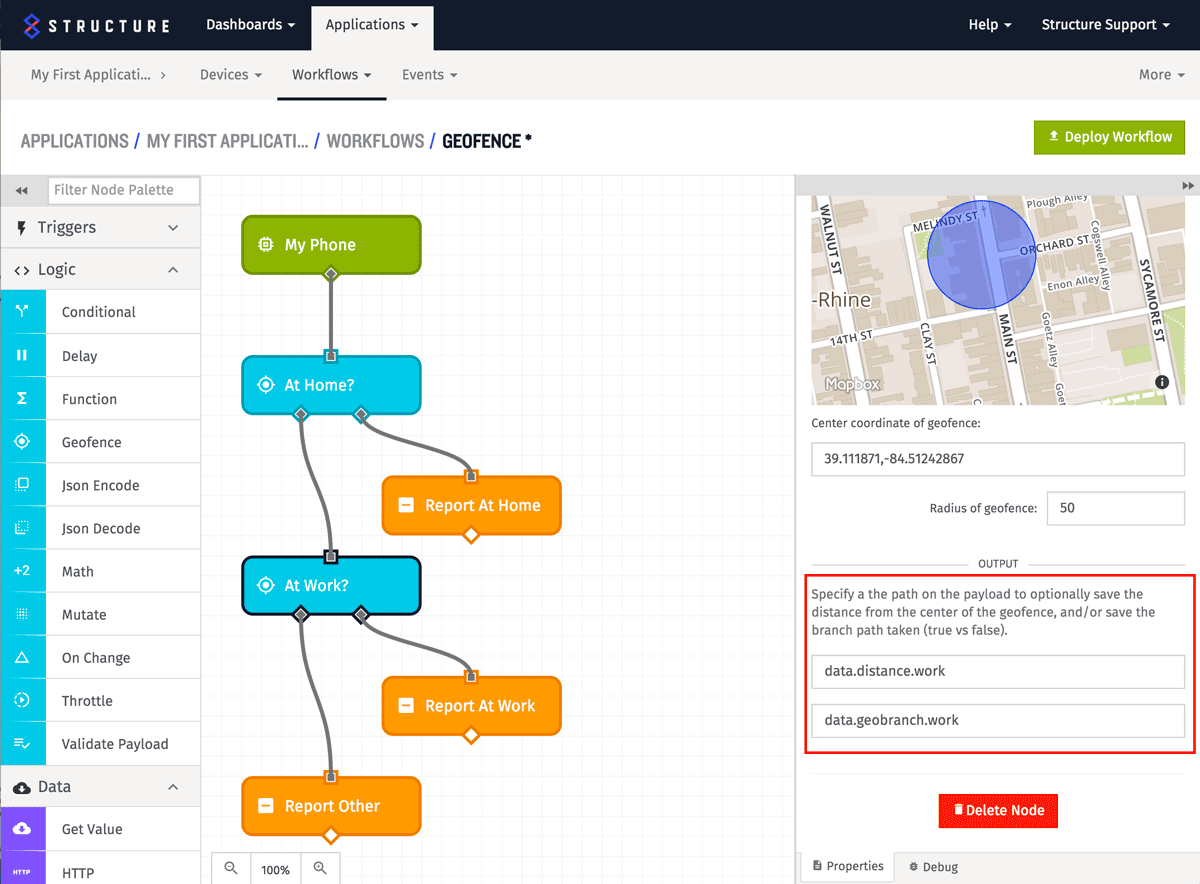 STRUCTURE
Dashboards
Applications
Help
Structure Support
My First Applicati...
Devices
Workflows
Events
More
APPLICATIONS / MY FIRST APPLICATI... / WORKFLOWS / GEOFENCE *
Deploy Workflow
Filter Node Palette
Triggers
Logic
Conditional
Delay
Function
Geofence
Json Encode
Json Decode
+2
Math
Mutate
On Change
Throttle
Validate Payload
Data
Get Value
HTTP
HTTP
My Phone
At Home?
Report At Home
At Work?
Report At Work
Report Other
100%
WALNUT ST
MELINDY ST
Plough Alley
ORCHARD ST
Cogswell Alley
SYCAMORE ST
Enon Alley
-Rhine
14TH ST
CLAY ST
MAIN ST
Goetz Alley
Goetz
C
Mapbox
Center coordinate of geofence:
39.111871,-84.51242867
Radius of geofence:
50
OUTPUT
Specify a the path on the payload to optionally save the
distance from the center of the geofence, and/or save the
branch path taken (true vs false).
data.distance.work
data.geobranch.work
Delete Node
Properties
Debug